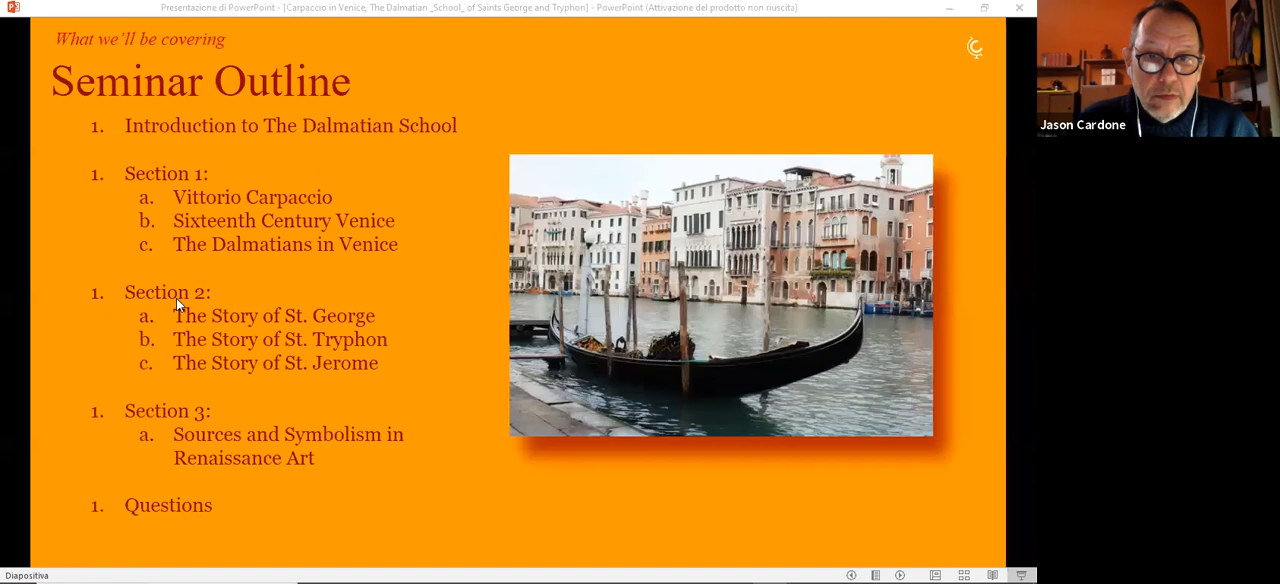 Presentazione di PowerPoint - [Carpaccio in Venice, The Dalmatian _School_ of Saints George and Tryphon] - PowerPoint (Attivazione del prodotto non riuscita)
What we'll be covering
Seminar Outline
1. Introduction to The Dalmatian School
1. Section 1:
a. Vittorio Carpaccio
b. Sixteenth Century Venice
c. The Dalmatians in Venice
1. Section 2:
a. The Story of St. George
b. The Story of St. Tryphon
c. The Story of St. Jerome
1. Section 3:
a. Sources and Symbolism in
Renaissance Art
1. Questions
Jason Cardone
Diapositiva